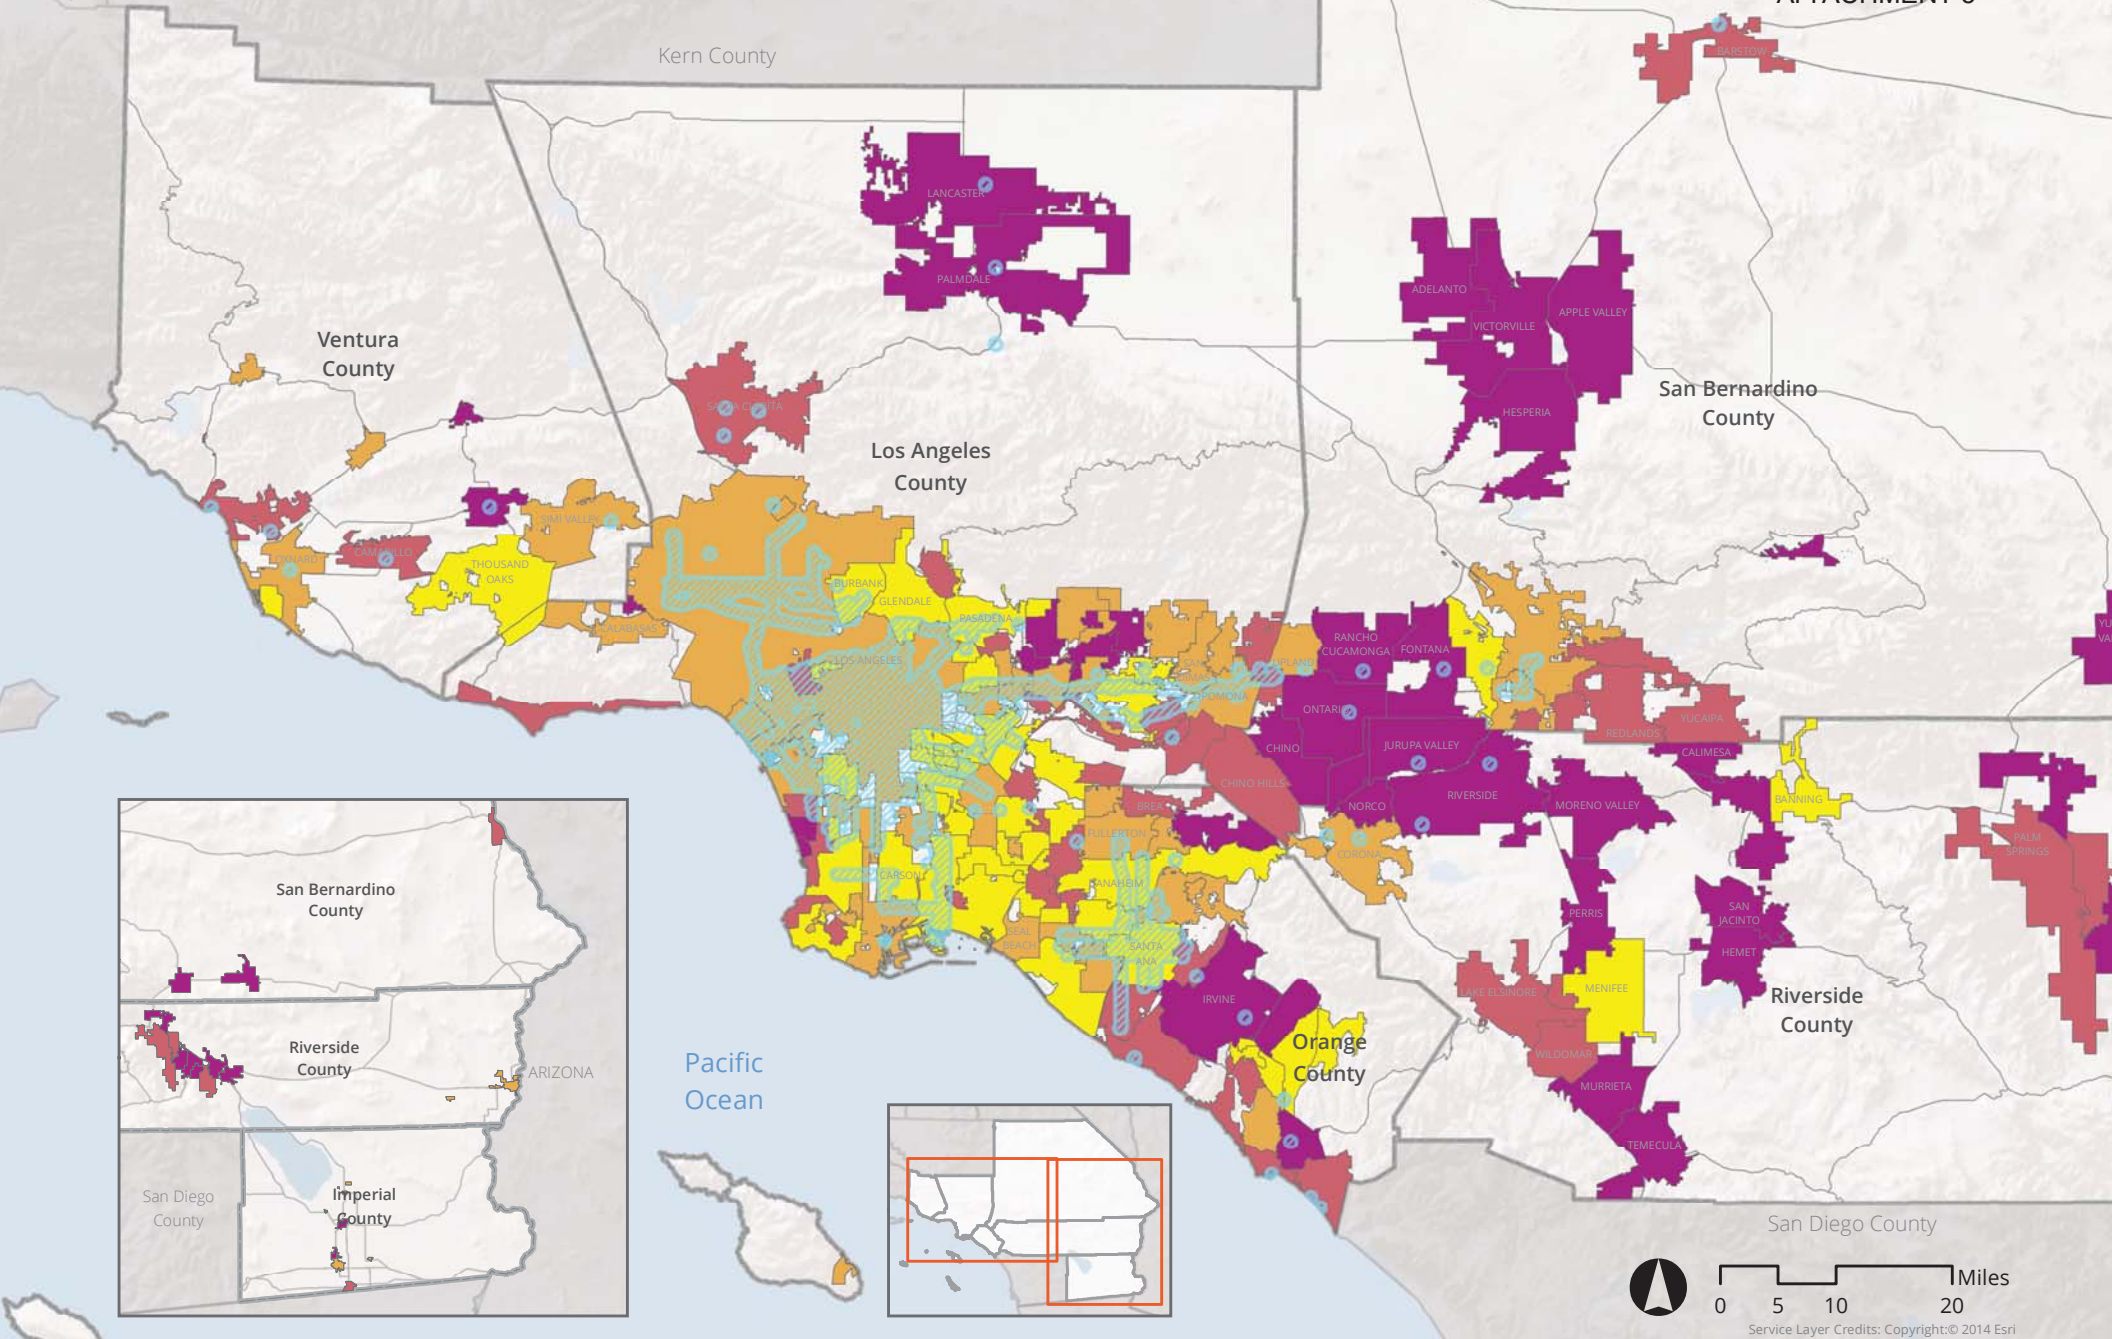 Kern County
BARSTOW
LANCASTER
PALMDALE
ADELANTO
VICTORVILLE
APPLE VALLEY
HESPERIA
Ventura
County
San Bernardino
County
Los Angeles
County
SIMI VALLEY
OXNARD
CAMARILLO
THOUSAND
OAKS
CALABASAS
BURBANK
GLENDALE
PASADENA
LOS ANGELES
SAN
DIMAS
POMONA
UPLAND
RANCHO
CUCAMONGA
FONTANA
ONTARIO
CHINO
JURUPA VALLEY
CHINO HILLS
NORCO
RIVERSIDE
MORENO VALLEY
REDLANDS
YUCAIPA
CALIMESA
BANNING
PALM
SPRINGS
BREA
FULLERTON
CORONA
CARSON
ANAHEIM
SEAL
BEACH
SANTA
ANA
IRVINE
PERRIS
SAN
JACINTO
HEMET
LAKE ELSINORE
MENIFEE
WILDOMAR
MURRIETA
TEMECULA
Riverside
County
Orange
County
Pacific
Ocean
San Bernardino
County
Riverside
County
ARIZONA
San Diego
County
Imperial
County
San Diego County
Miles
0 5 10 20
Service Layer Credits: Copyright:© 2014 Esri